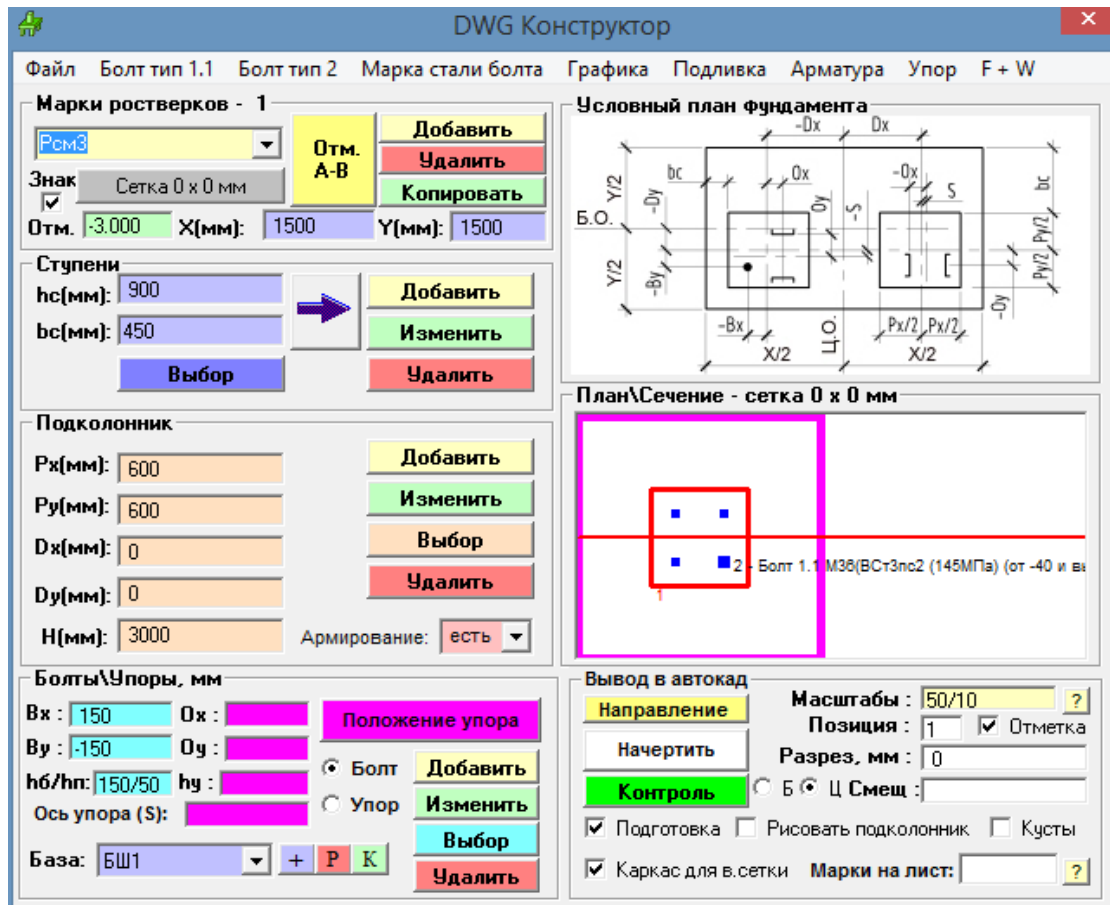 DWG Конструктор
Файл Болт тип 1.1 Болт тип 2 Марка стали болта Графика Подливка Арматура Упор F + W
Марки ростверков - 1
Рсм3
Отм. А-В
Добавить
Удалить
Копировать
Знак
Сетка 0 x 0 мм
Отм. -3.000 X(мм): 1500 Y(мм): 1500
Ступени
hc(мм): 900
bc(мм): 450
Выбор
Добавить
Изменить
Удалить
Подколонник
Px(мм): 600
Py(мм): 600
Dx(мм): 0
Dy(мм): 0
H(мм): 3000
Добавить
Изменить
Выбор
Удалить
Армирование: есть
Болты\Упоры, мм
Bx : 150 Ox :
By : -150 Oy :
hб/hп: 150/50 hy :
Ось упора (S):
Положение упора
Болт
Упор
Добавить
Изменить
Выбор
Удалить
База: БШ1 + P K
Условный план фундамента
-Dx Dx
bc Ox -Ox S bc
Y/2 -Dy Oy -S Py/2
Б.О.
Y/2 -By Py/2 -Oy
-Bx Ц.О. Px/2 Px/2
X/2 X/2
План\Сечение - сетка 0 x 0 мм
2 - Болт 1.1 М36(ВСт3пс2 (145МПа) (от -40 и вы
1
Вывод в автокад
Направление
Начертить
Контроль
Масштабы : 50/10 ?
Позиция : 1 Отметка
Разрез, мм : 0
Б Ц Смещ :
Подготовка Рисовать подколонник Кусты
Каркас для в.сетки Марки на лист: ?